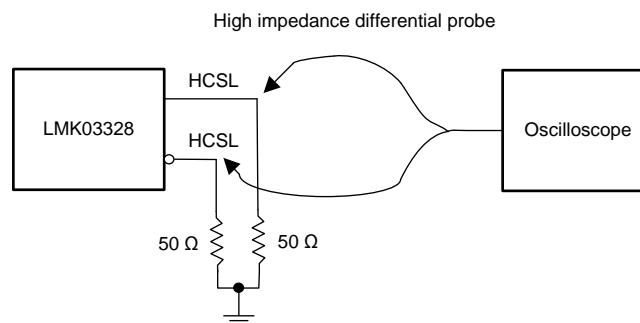 High impedance differential probe
HCSL
LMK03328
HCSL
Oscilloscope
50 Ω
50 Ω